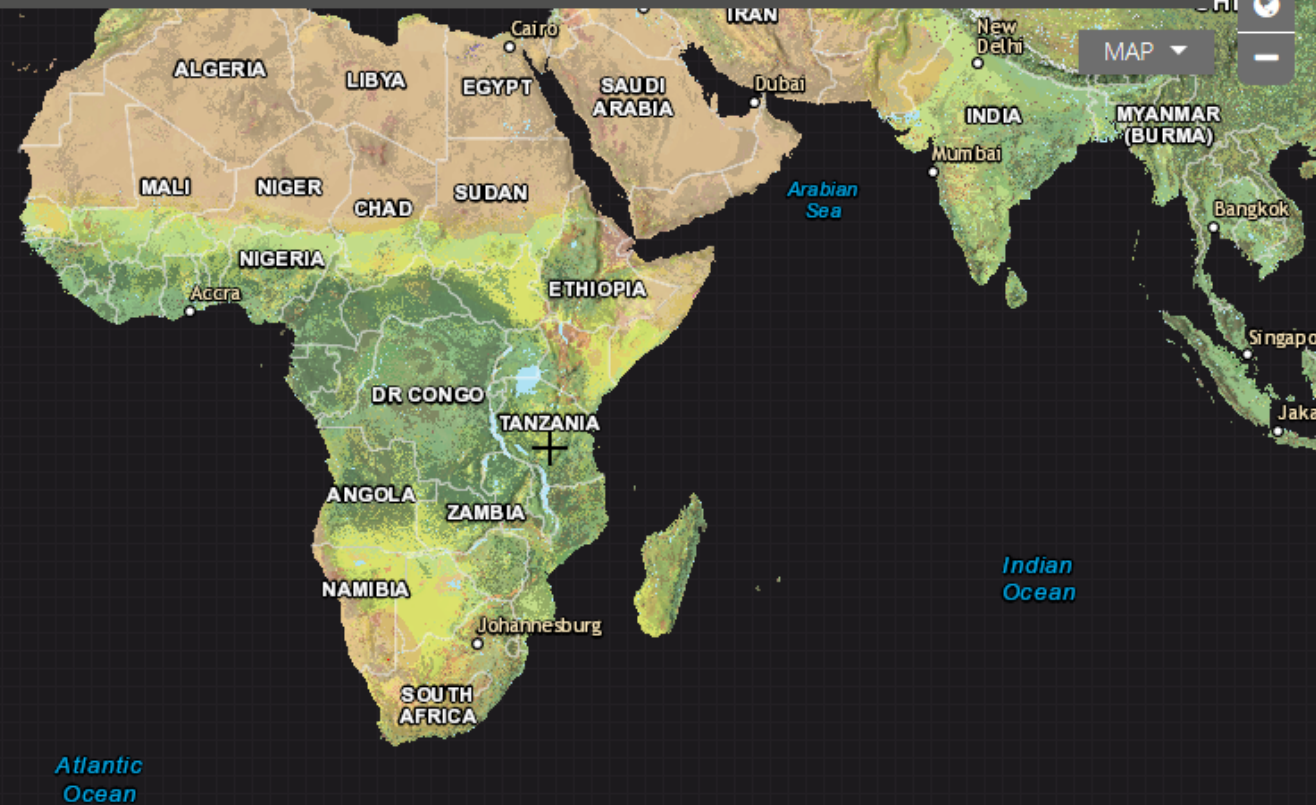 IRAN
Cairo
New
Delhi
MAP
ALGERIA
LIBYA
EGYPT
SAUDI
ARABIA
Dubai
INDIA
MYANMAR
(BURMA)
Mumbai
MALI
NIGER
CHAD
SUDAN
Arabian
Sea
Bangkok
NIGERIA
ETHIOPIA
Accra
Singapo
DR CONGO
TANZANIA
Jaka
ANGOLA
ZAMBIA
Indian
Ocean
NAMIBIA
Johannesburg
SOUTH
AFRICA
Atlantic
Ocean